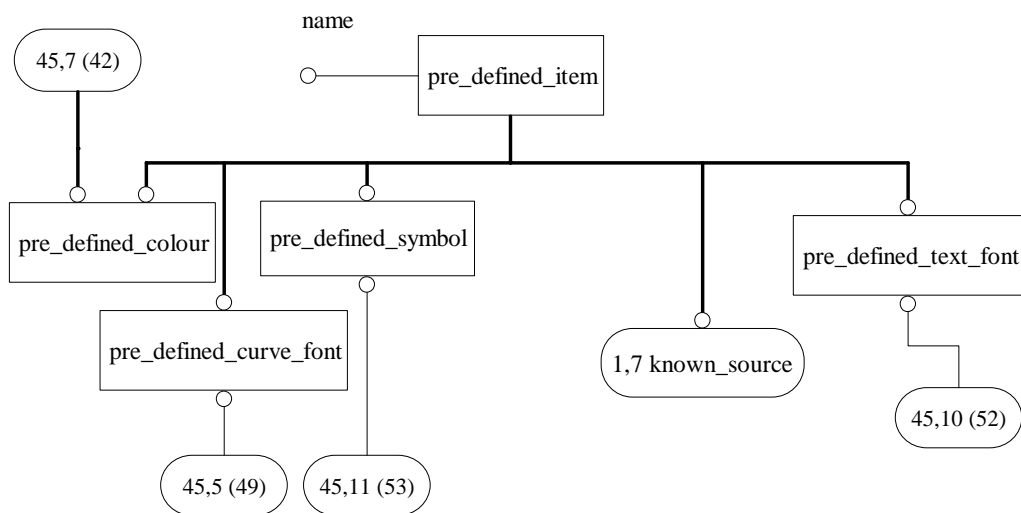 name
45,7 (42)
pre_defined_item
pre_defined_colour
pre_defined_symbol
pre_defined_text_font
pre_defined_curve_font
1,7 known_source
45,10 (52)
45,5 (49)
45,11 (53)